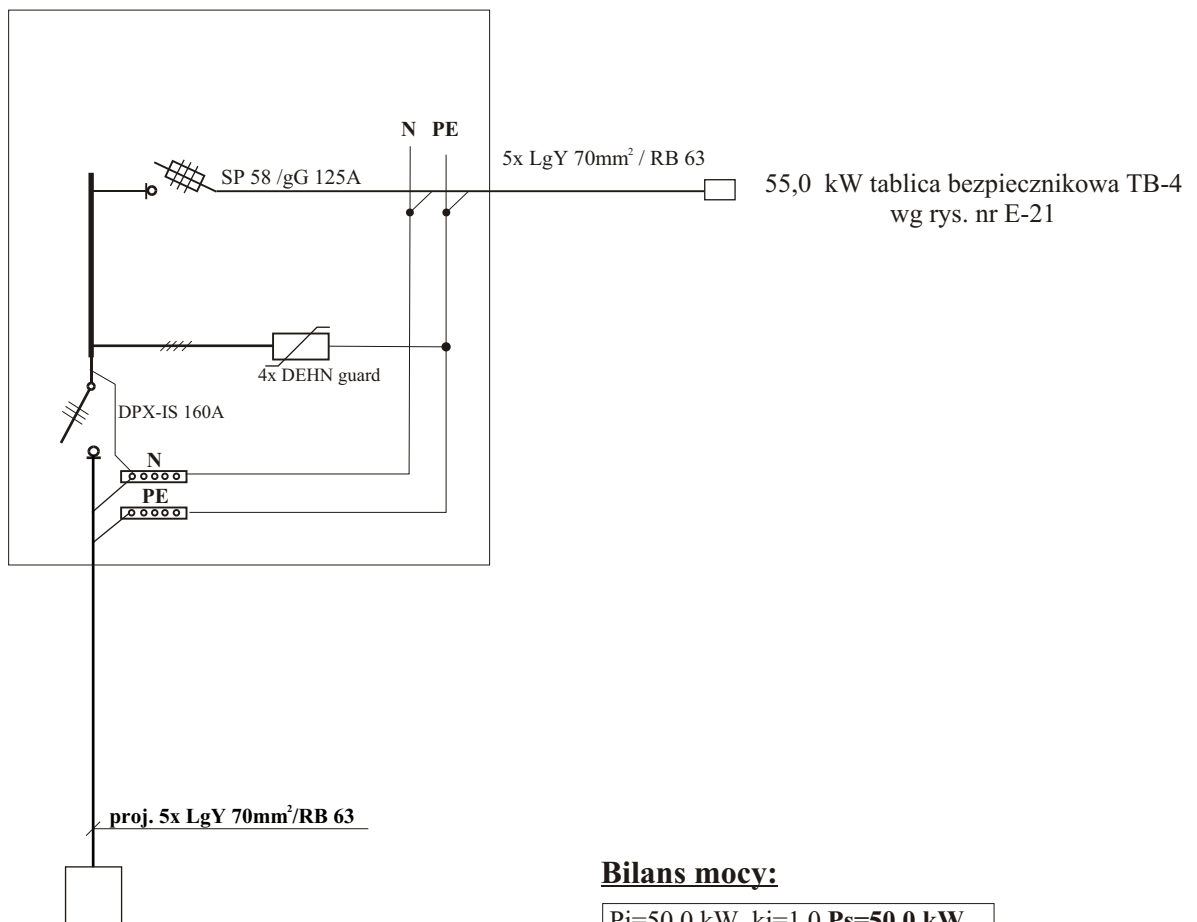 N PE
5x LgY 70mm² / RB 63
SP 58 /gG 125A
55,0 kW tablica bezpiecznikowa TB-4
wg rys. nr E-21
4x DEHN guard
DPX-IS 160A
N
PE
proj. 5x LgY 70mm²/RB 63
Bilans mocy:
Pi=50,0 kW, kj=1,0 Ps=50,0 kW